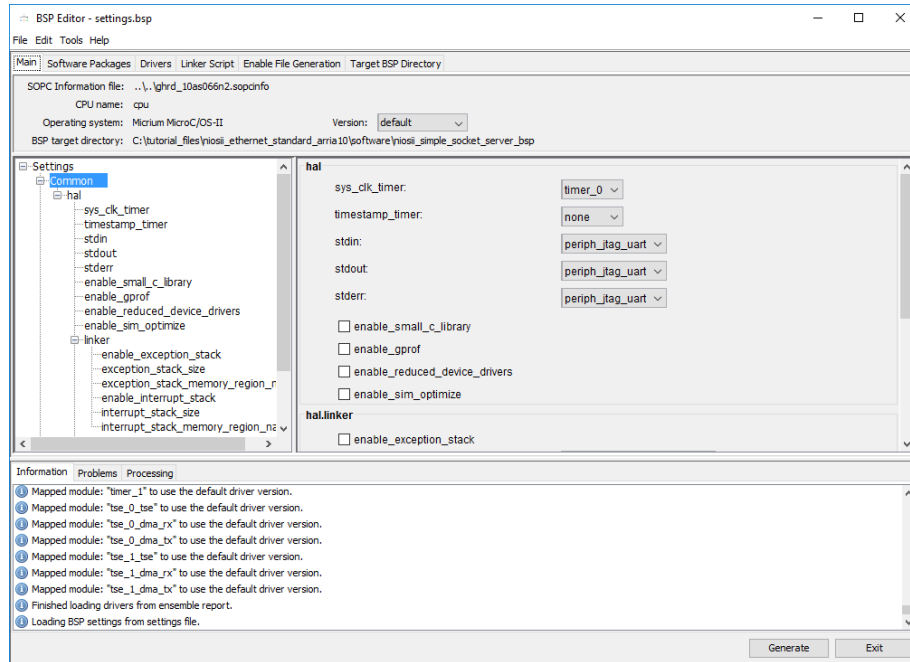 BSP Editor - settings.bsp
File Edit Tools Help
Main Software Packages Drivers Linker Script Enable File Generation Target BSP Directory
SOPC Information file: ..\..\ghrd_10as066n2.sopcinfo
CPU name: cpu
Operating system: Micrium MicroC/OS-II Version: default
BSP target directory: C:\tutorial_files\niosii_ethernet_standard_arria10\software\niosii_simple_socket_server_bsp
Settings
Common
hal
sys_clk_timer
timestamp_timer
stdin
stdout
stderr
enable_small_c_library
enable_gprof
enable_reduced_device_drivers
enable_sim_optimize
linker
enable_exception_stack
exception_stack_size
exception_stack_memory_region_n
enable_interrupt_stack
interrupt_stack_size
interrupt_stack_memory_region_na
hal
sys_clk_timer: timer_0
timestamp_timer: none
stdin: periph_jtag_uart
stdout: periph_jtag_uart
stderr: periph_jtag_uart
enable_small_c_library
enable_gprof
enable_reduced_device_drivers
enable_sim_optimize
hal.linker
enable_exception_stack
Information Problems Processing
Mapped module: "timer_1" to use the default driver version.
Mapped module: "tse_0_tse" to use the default driver version.
Mapped module: "tse_0_dma_rx" to use the default driver version.
Mapped module: "tse_0_dma_tx" to use the default driver version.
Mapped module: "tse_1_tse" to use the default driver version.
Mapped module: "tse_1_dma_rx" to use the default driver version.
Mapped module: "tse_1_dma_tx" to use the default driver version.
Finished loading drivers from ensemble report.
Loading BSP settings from settings file.
Generate Exit